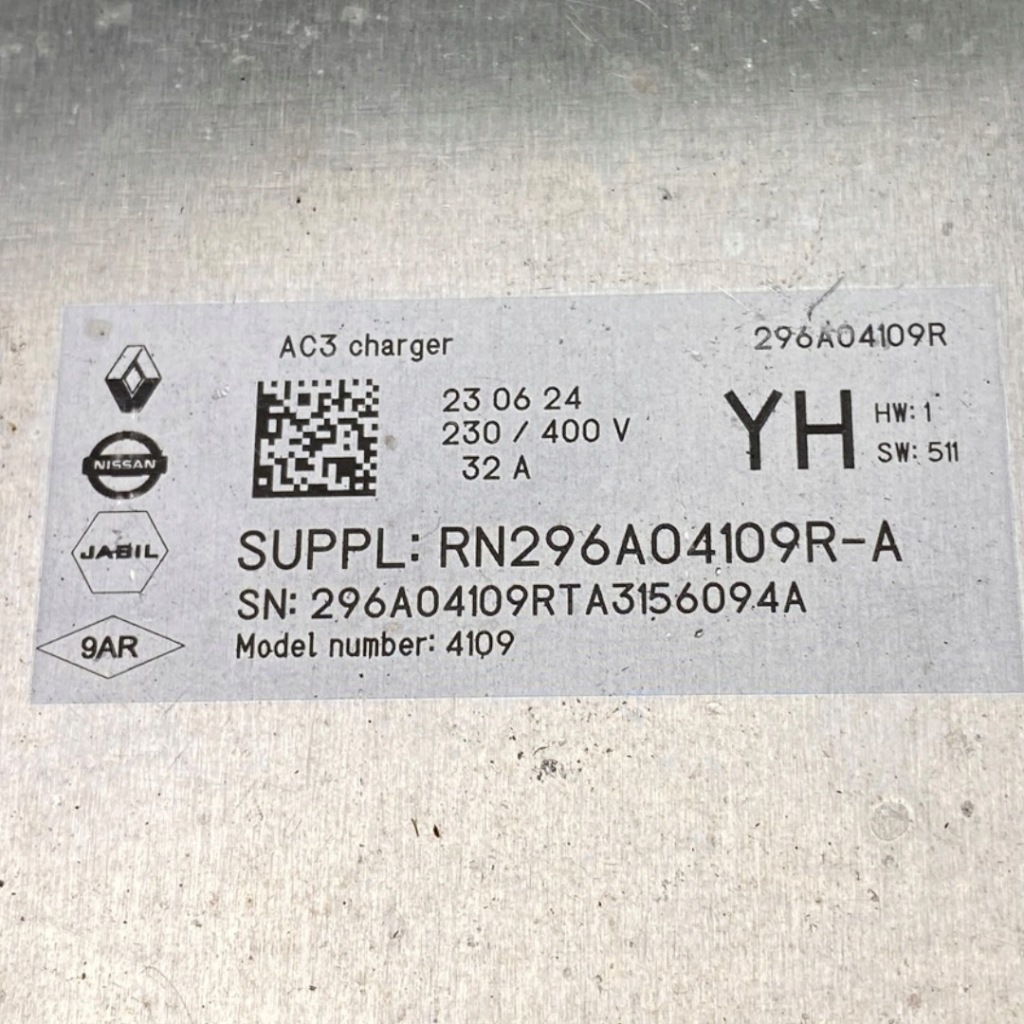 AC3 charger
296A04109R
23 06 24
230 / 400 V
32 A
YH
HW: 1
SW: 511
NISSAN
JABIL
SUPPL: RN296A04109R-A
SN: 296A04109RTA3156094A
9AR
Model number: 4109